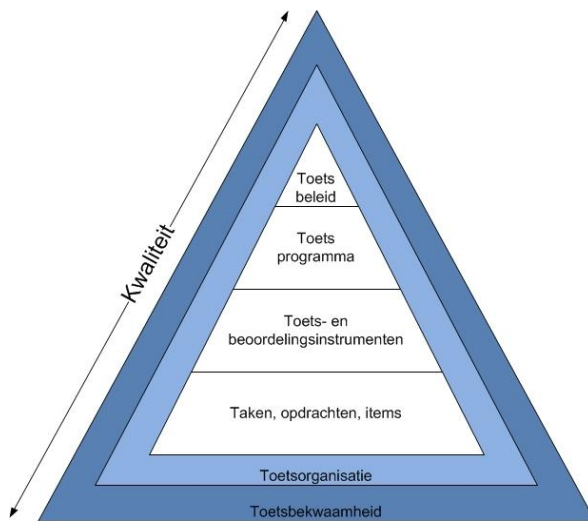 Kwaliteit
Toets
beleid
Toets
programma
Toets- en
beoordelingsinstrumenten
Taken, opdrachten, items
Toetsorganisatie
Toetsbekwaamheid